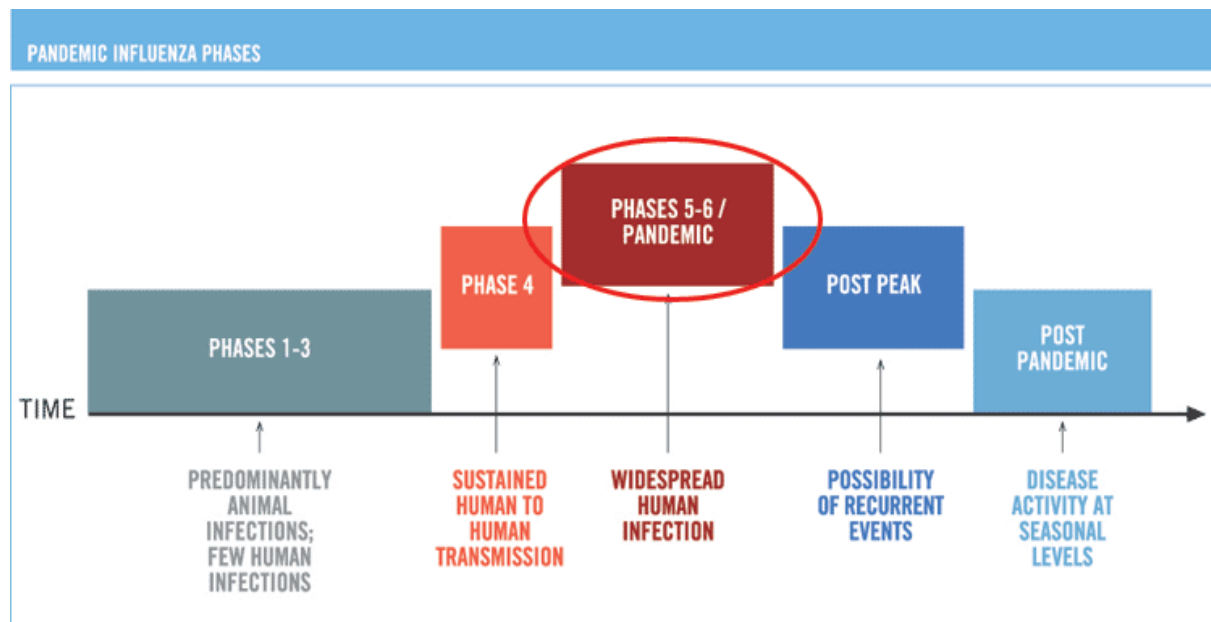 PANDEMIC INFLUENZA PHASES
PHASES 5-6 /
PANDEMIC
PHASE 4
POST PEAK
PHASES 1-3
POST
PANDEMIC
TIME
PREDOMINANTLY
ANIMAL
INFECTIONS;
FEW HUMAN
INFECTIONS
SUSTAINED
HUMAN TO
HUMAN
TRANSMISSION
WIDESPREAD
HUMAN
INFECTION
POSSIBILITY
OF RECURRENT
EVENTS
DISEASE
ACTIVITY AT
SEASONAL
LEVELS